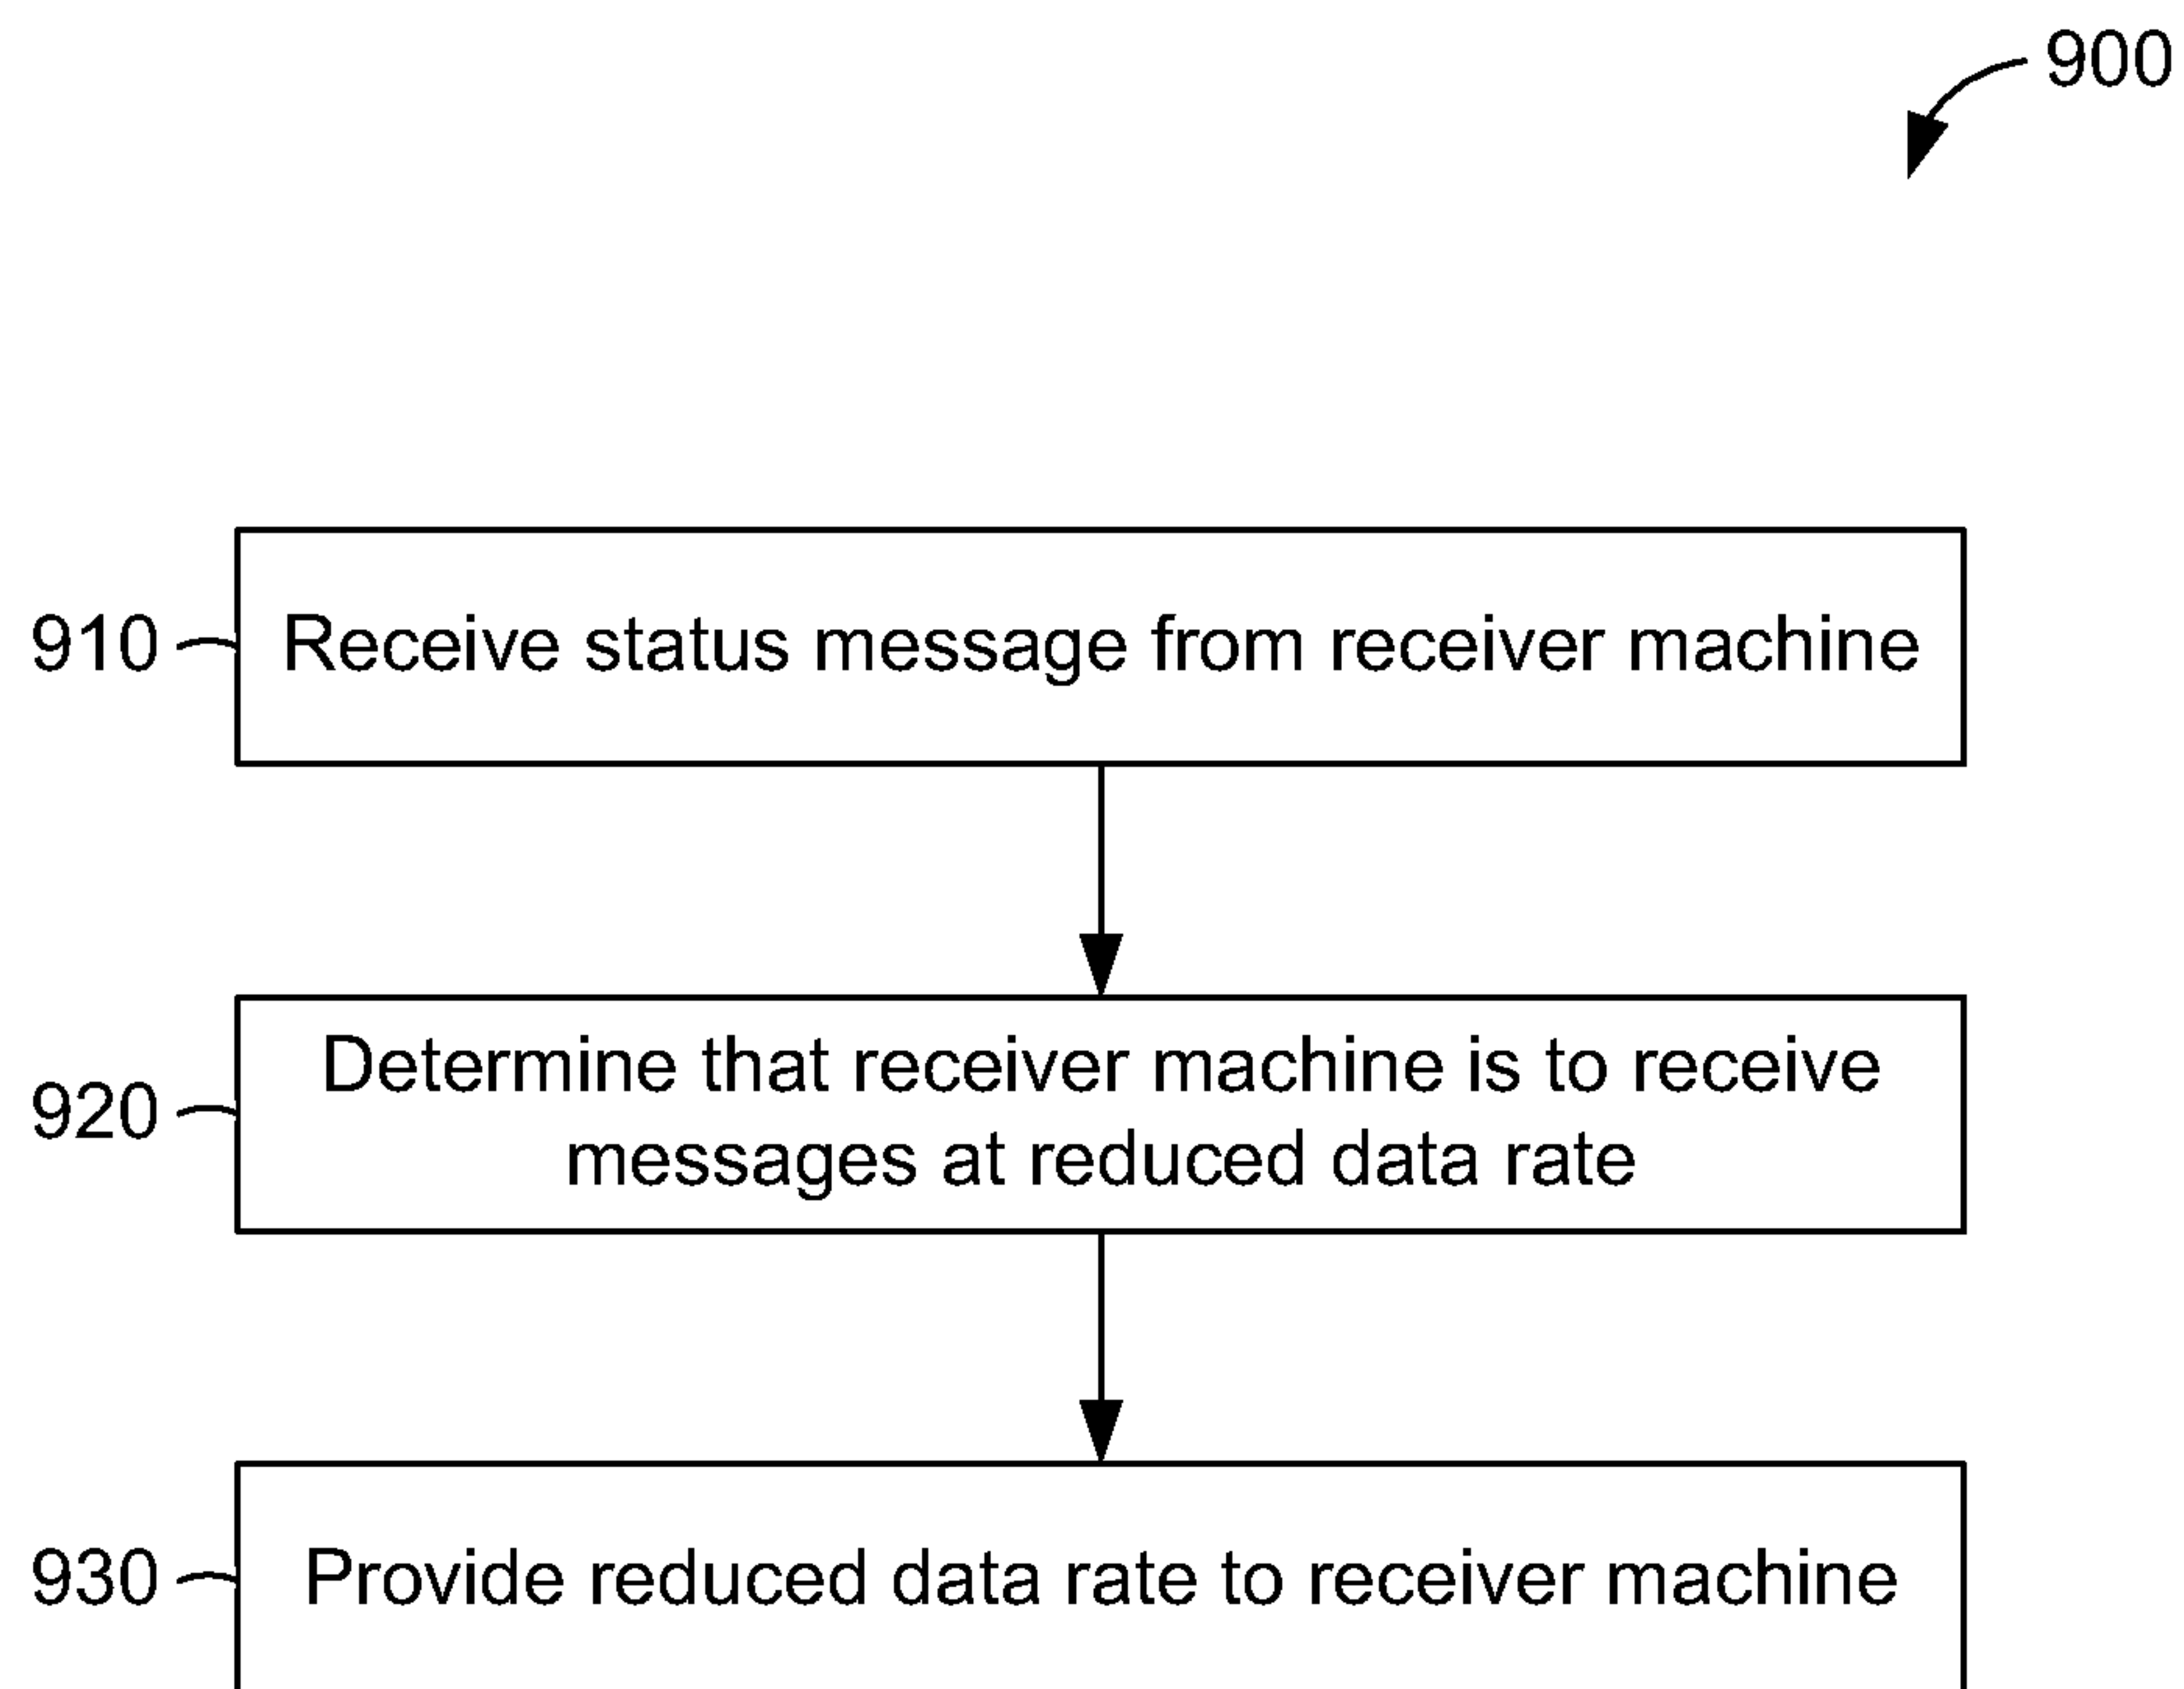 900
910
Receive status message from receiver machine
920
Determine that receiver machine is to receive
messages at reduced data rate
930
Provide reduced data rate to receiver machine